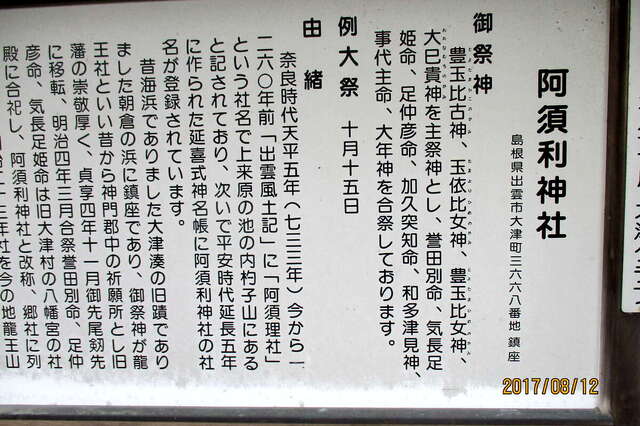 阿須利神社
島根県出雲市大津町三六六八番地 鎮座
御祭神
豊玉比古神、玉依比女神、豊玉比女神、
大巳貴神を主祭神とし、誉田別命、気長足
姫命、足仲彦命、加久突知命、和多津見神、
事代主命、大年神を合祭しております。
例大祭 十月十五日
由緒
奈良時代天平五年（七三三年）今から一
二六〇年前「出雲風土記」に「阿須理社」
という社名で上来原の池の内杓子山にある
と記されており、次いで平安時代延長五年
に作られた延喜式神名帳に阿須利神社の社
名が登録されています。
昔海浜でありました大津湊の旧蹟であり
ました朝倉の浜に鎮座であり、御祭神が龍
王社といい昔から神門郡中の祈願所とし旧
藩の崇敬厚く、貞享四年十一月御先尾剱先
に移転、明治四年三月合祭誉田別命、足仲
彦命、気長足姫命は旧大津村の八幡宮の社
殿に合祀し、阿須利神社と改称、郷社に列
二十三年社を今の地龍王山
2017/08/12